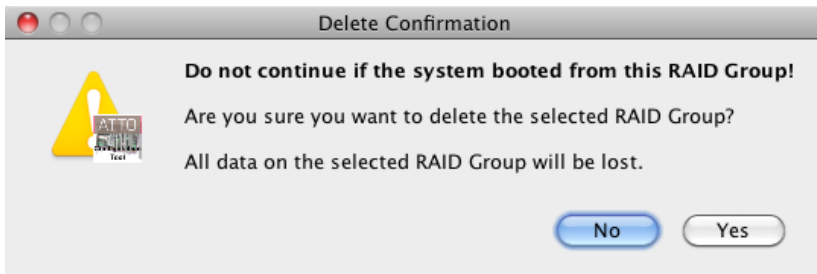 Delete Confirmation
Do not continue if the system booted from this RAID Group!
Are you sure you want to delete the selected RAID Group?
All data on the selected RAID Group will be lost.
ATTO
Tool
No
Yes